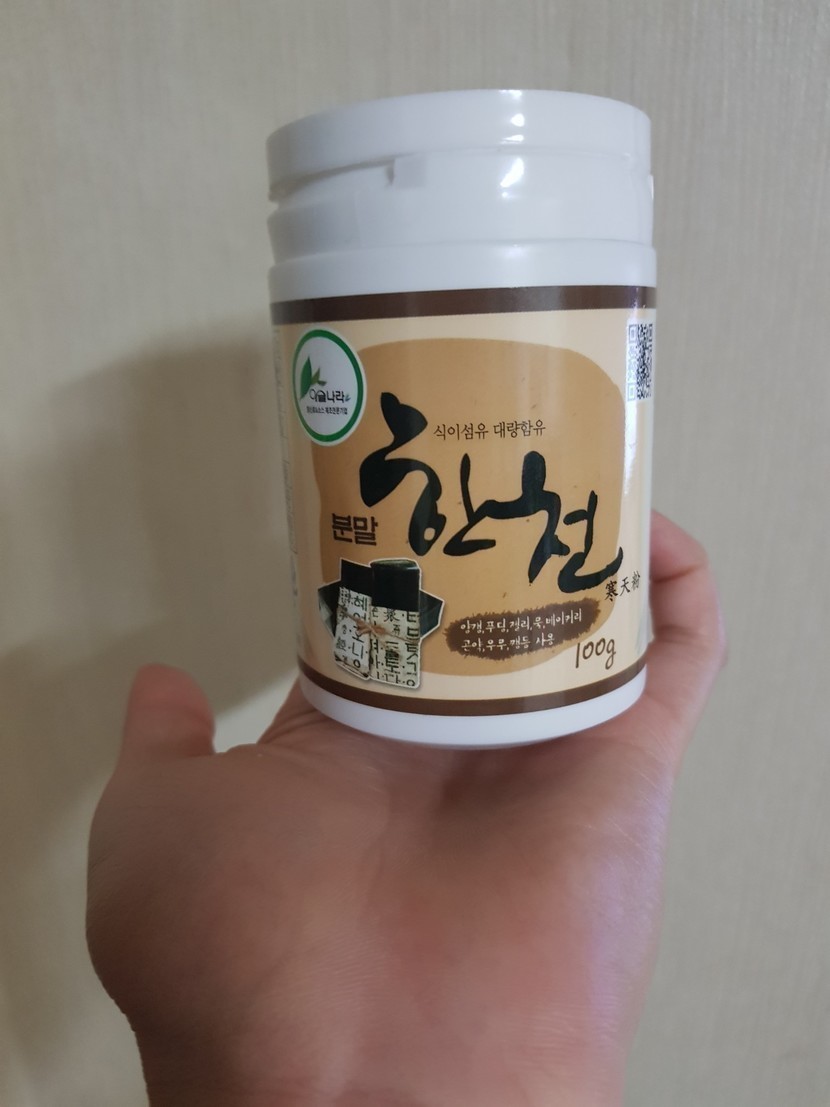 이슬나라
식이섬유 대량함유
한천
분말
寒天粉
양갱,푸딩,젤리,묵,베이커리
곤약,우무,잼등 사용
100g